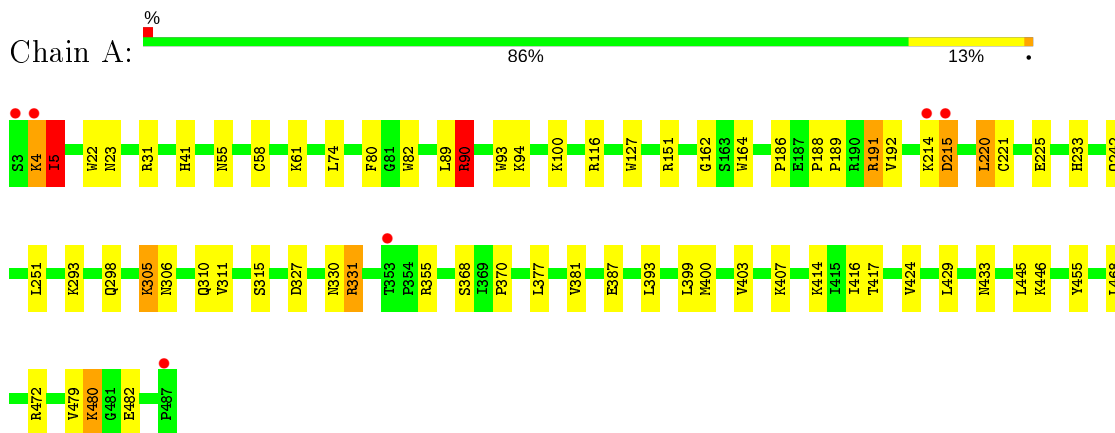 %
Chain A:
86%
13%
•
S3 K4 I5 W22 N23 R31 H41 N55 C58 K61 L74 F80 G81 W82 L89 R90 W93 K94 K100 R116 W127 R151 G162 S163 W164 P186 E187 P188 P189 R190 R191 V192 K214 D215 L220 C221 E225 H233
L251 K293 Q298 K305 N306 Q310 V311 S315 D327 N330 R331 T353 P354 R355 S368 I369 P370 L377 V381 E387 L393 L399 M400 V403 K407 K414 I415 I416 T417 V424 L429 N433 L445 K446 Y455 L468
R472 V479 K480 G481 E482 P487